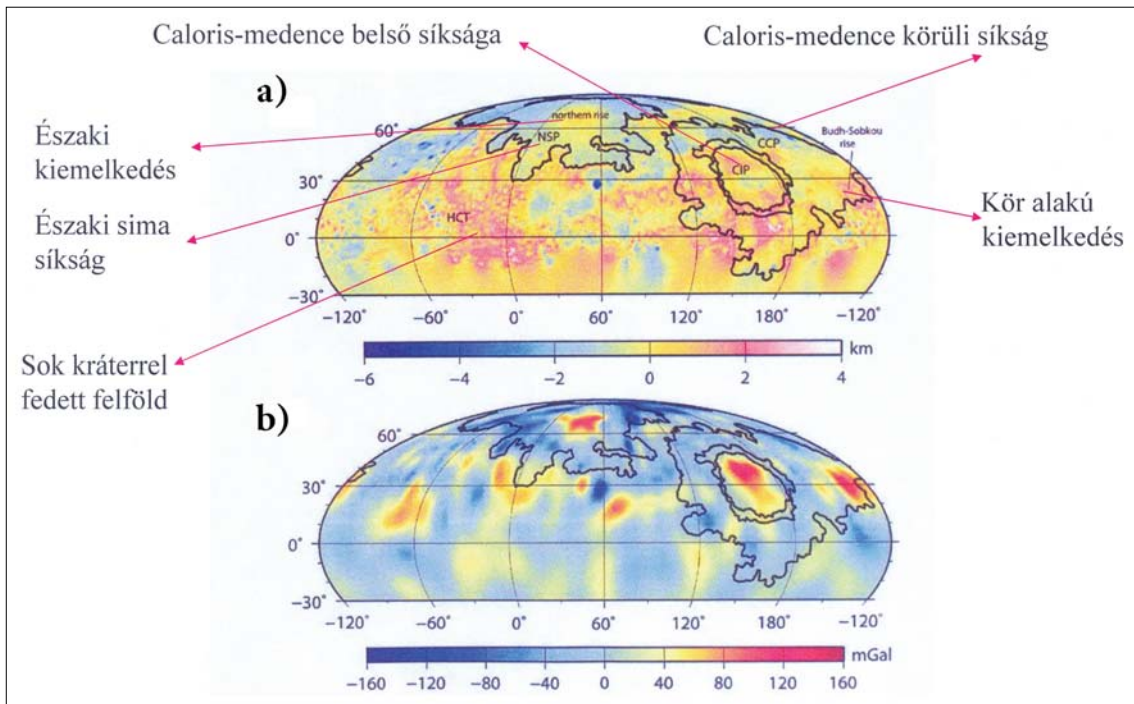 Caloris-medence belső síksága
Caloris-medence körüli síkság
a)
Északi
kiemelkedés
Északi sima
síkság
Sok kráterrel
fedett felföld
Kör alakú
kiemelkedés
northern rise
NSP
CCP
Budh-Sobkou
rise
CIP
HCT
60°
30°
0°
−30°
−120° −60° 0° 60° 120° 180° −120°
km
−6 −4 −2 0 2 4
b)
60°
30°
0°
−30°
−120° −60° 0° 60° 120° 180° −120°
mGal
−160 −120 −80 −40 0 40 80 120 160